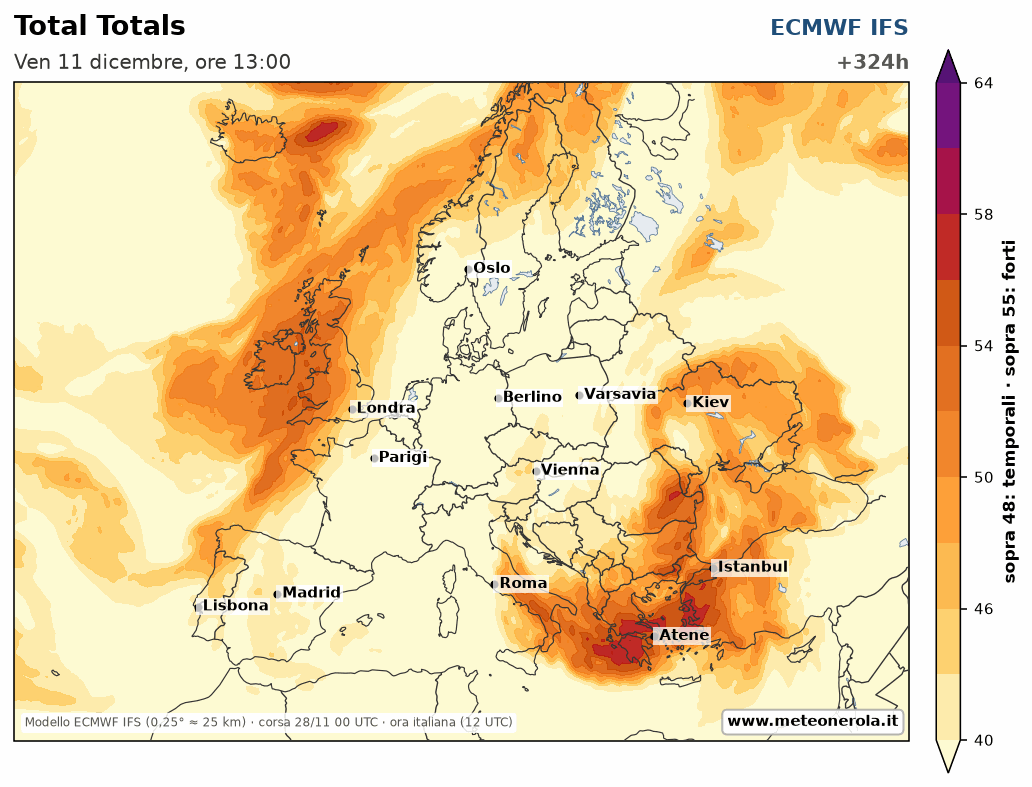 Total Totals
ECMWF IFS
Ven 11 dicembre, ore 13:00
+324h
64
58
54
50
46
40
sopra 48: temporali · sopra 55: forti
Oslo
Berlino
Varsavia
Kiev
Londra
Parigi
Vienna
Istanbul
Roma
Madrid
Lisbona
Atene
Modello ECMWF IFS (0,25° ≈ 25 km) · corsa 28/11 00 UTC · ora italiana (12 UTC)
www.meteonerola.it